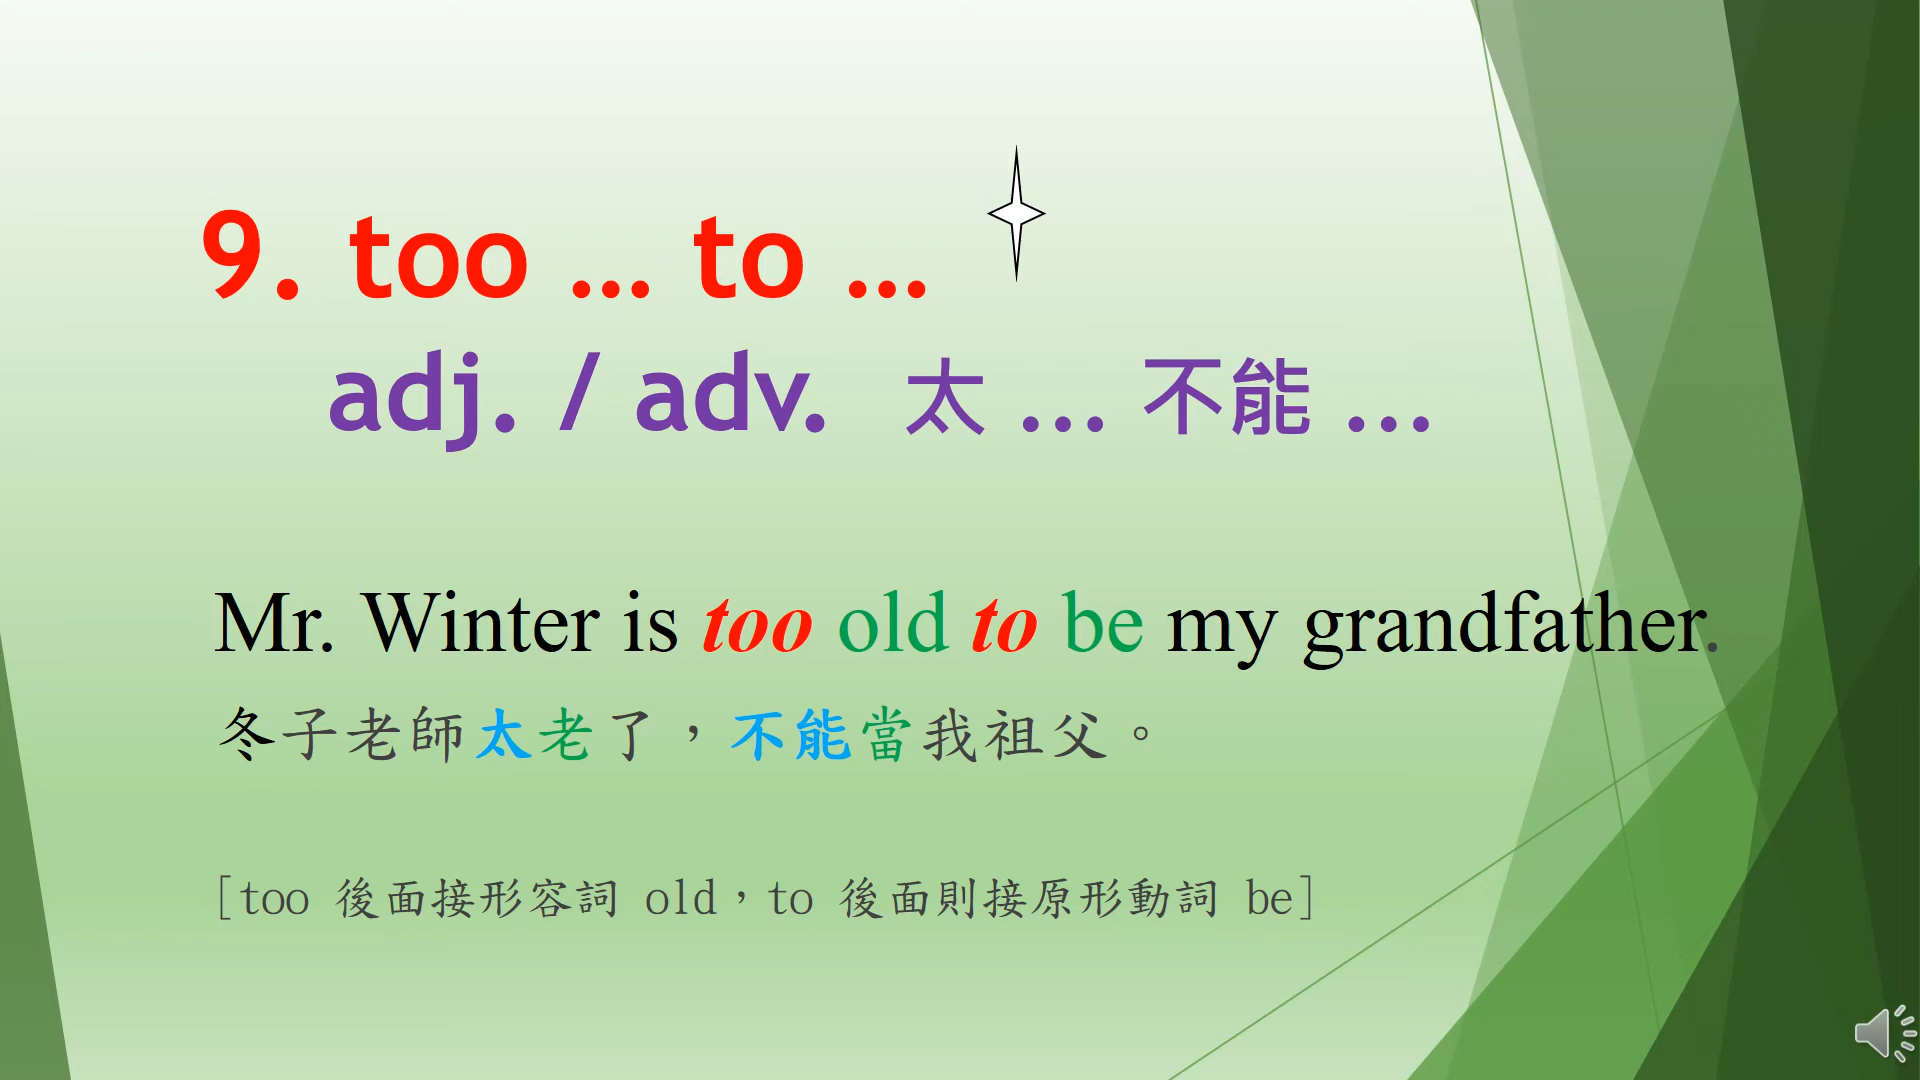 9. too ... to ...
adj. / adv. 太 ... 不能 ...
Mr. Winter is too old to be my grandfather.
冬子老師太老了，不能當我祖父。
[too 後面接形容詞 old，to 後面則接原形動詞 be]